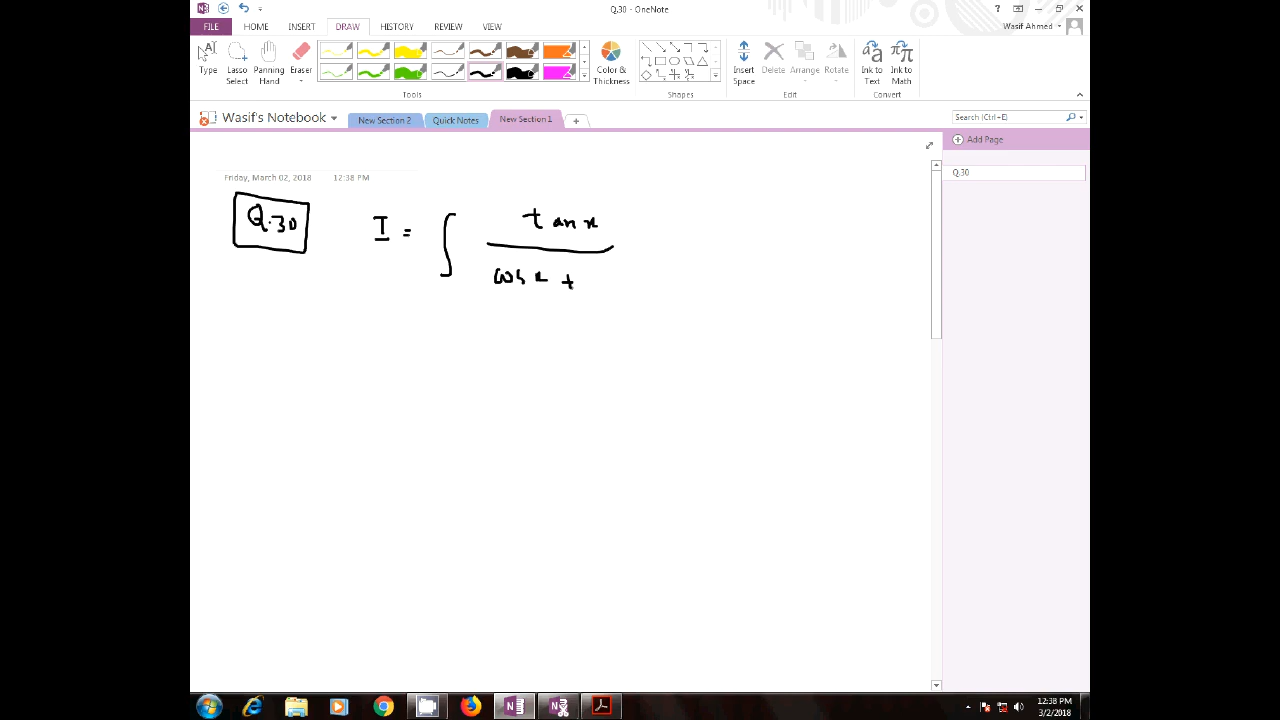 Q.30 - OneNote
Wasif Ahmed
FILE HOME INSERT DRAW HISTORY REVIEW VIEW
Type Lasso Select Panning Hand Eraser Color & Thickness Insert Space Delete Arrange Rotate Ink to Text Ink to Math
Tools Shapes Edit Convert
Wasif's Notebook New Section 2 Quick Notes New Section 1 Search (Ctrl+E)
Add Page
Friday, March 02, 2018 12:38 PM
Q.30
Q.30 I = ∫ tan x
cos x +
12:38 PM
3/2/2018